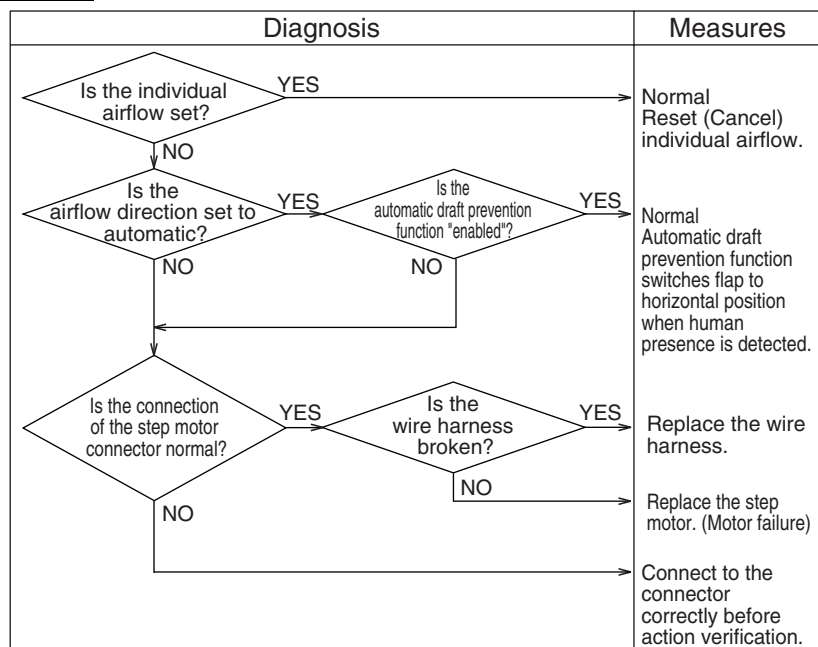 Diagnosis
Measures
Is the individual
airflow set?
YES
NO
Normal
Reset (Cancel)
individual airflow.
Is the
airflow direction set to
automatic?
YES
NO
Is the
automatic draft prevention
function "enabled"?
YES
NO
Normal
Automatic draft
prevention function
switches flap to
horizontal position
when human
presence is detected.
Is the connection
of the step motor
connector normal?
YES
NO
Is the
wire harness
broken?
YES
NO
Replace the wire
harness.
Replace the step
motor. (Motor failure)
Connect to the
connector
correctly before
action verification.